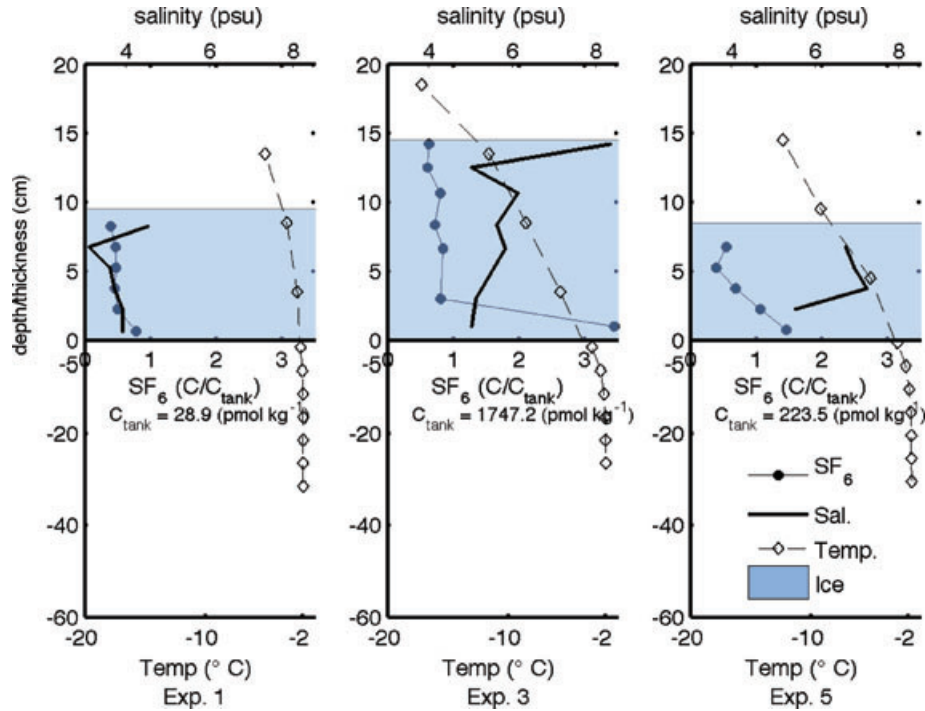 salinity (psu) salinity (psu) salinity (psu)
4 6 8 4 6 8 4 6 8
20 20 20
15 15 15
10 10 10
5 5 5
0 0 0
depth/thickness (cm)
0 1 2 3 0 1 2 3 0 1 2 3
-5 -5 -5
SF6 (C/Ctank) SF6 (C/Ctank) SF6 (C/Ctank)
Ctank = 28.9 (pmol kg-1) Ctank = 1747.2 (pmol kg-1) Ctank = 223.5 (pmol kg-1)
-20 -20 -20
SF6
-40 -40 -40
Sal.
Temp.
Ice
-60 -60 -60
-20 -10 -2 -20 -10 -2 -20 -10 -2
Temp (° C) Temp (° C) Temp (° C)
Exp. 1 Exp. 3 Exp. 5